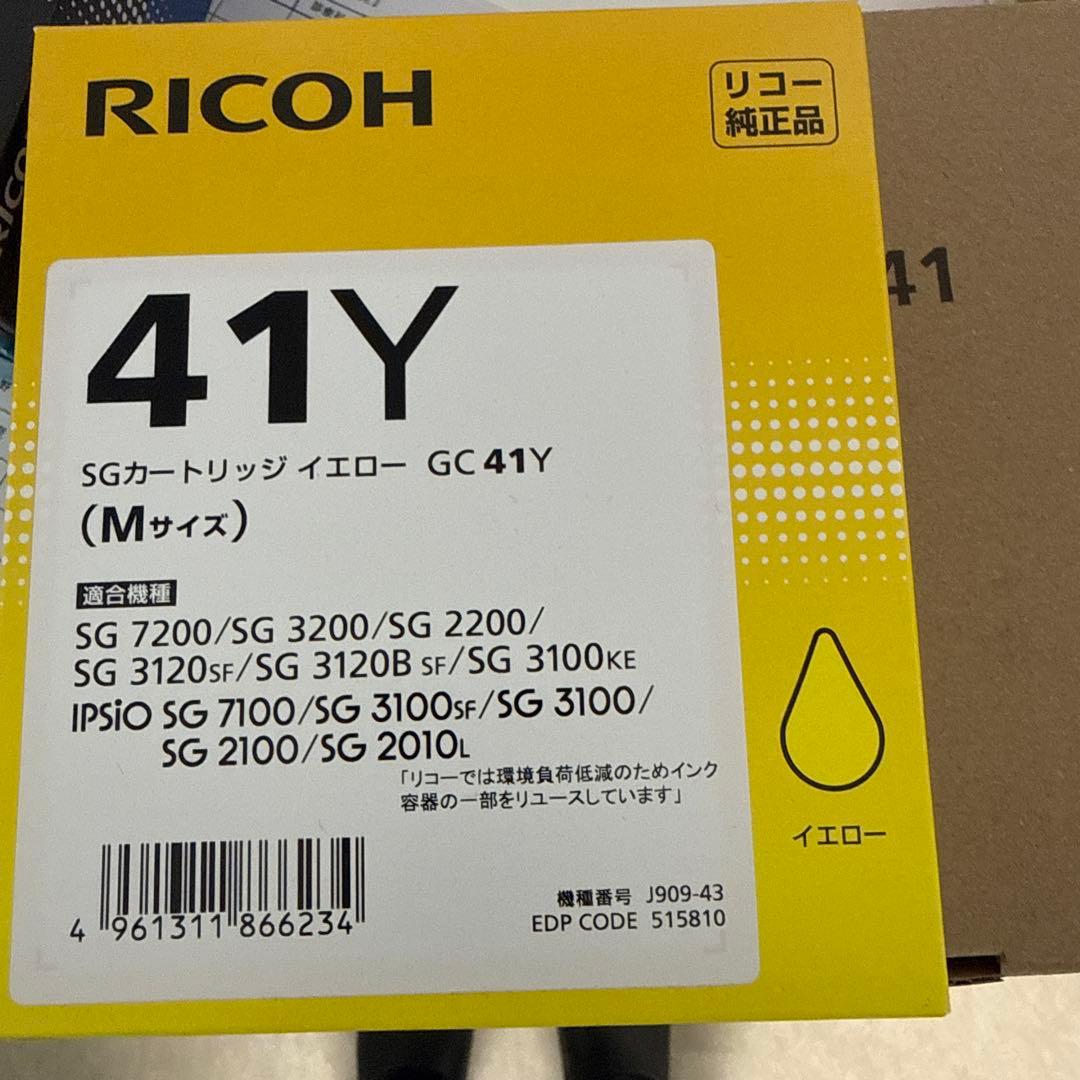 RICOH
リコー
純正品
41Y
41
SGカートリッジ イエロー GC 41Y
(Mサイズ)
適合機種
SG 7200/SG 3200/SG 2200/
SG 3120SF/SG 3120B SF/SG 3100KE
IPSiO SG 7100/SG 3100SF/SG 3100/
SG 2100/SG 2010L
「リコーでは環境負荷低減のためインク
容器の一部をリユースしています」
イエロー
4 961311 866234
機種番号 J909-43
EDP CODE 515810